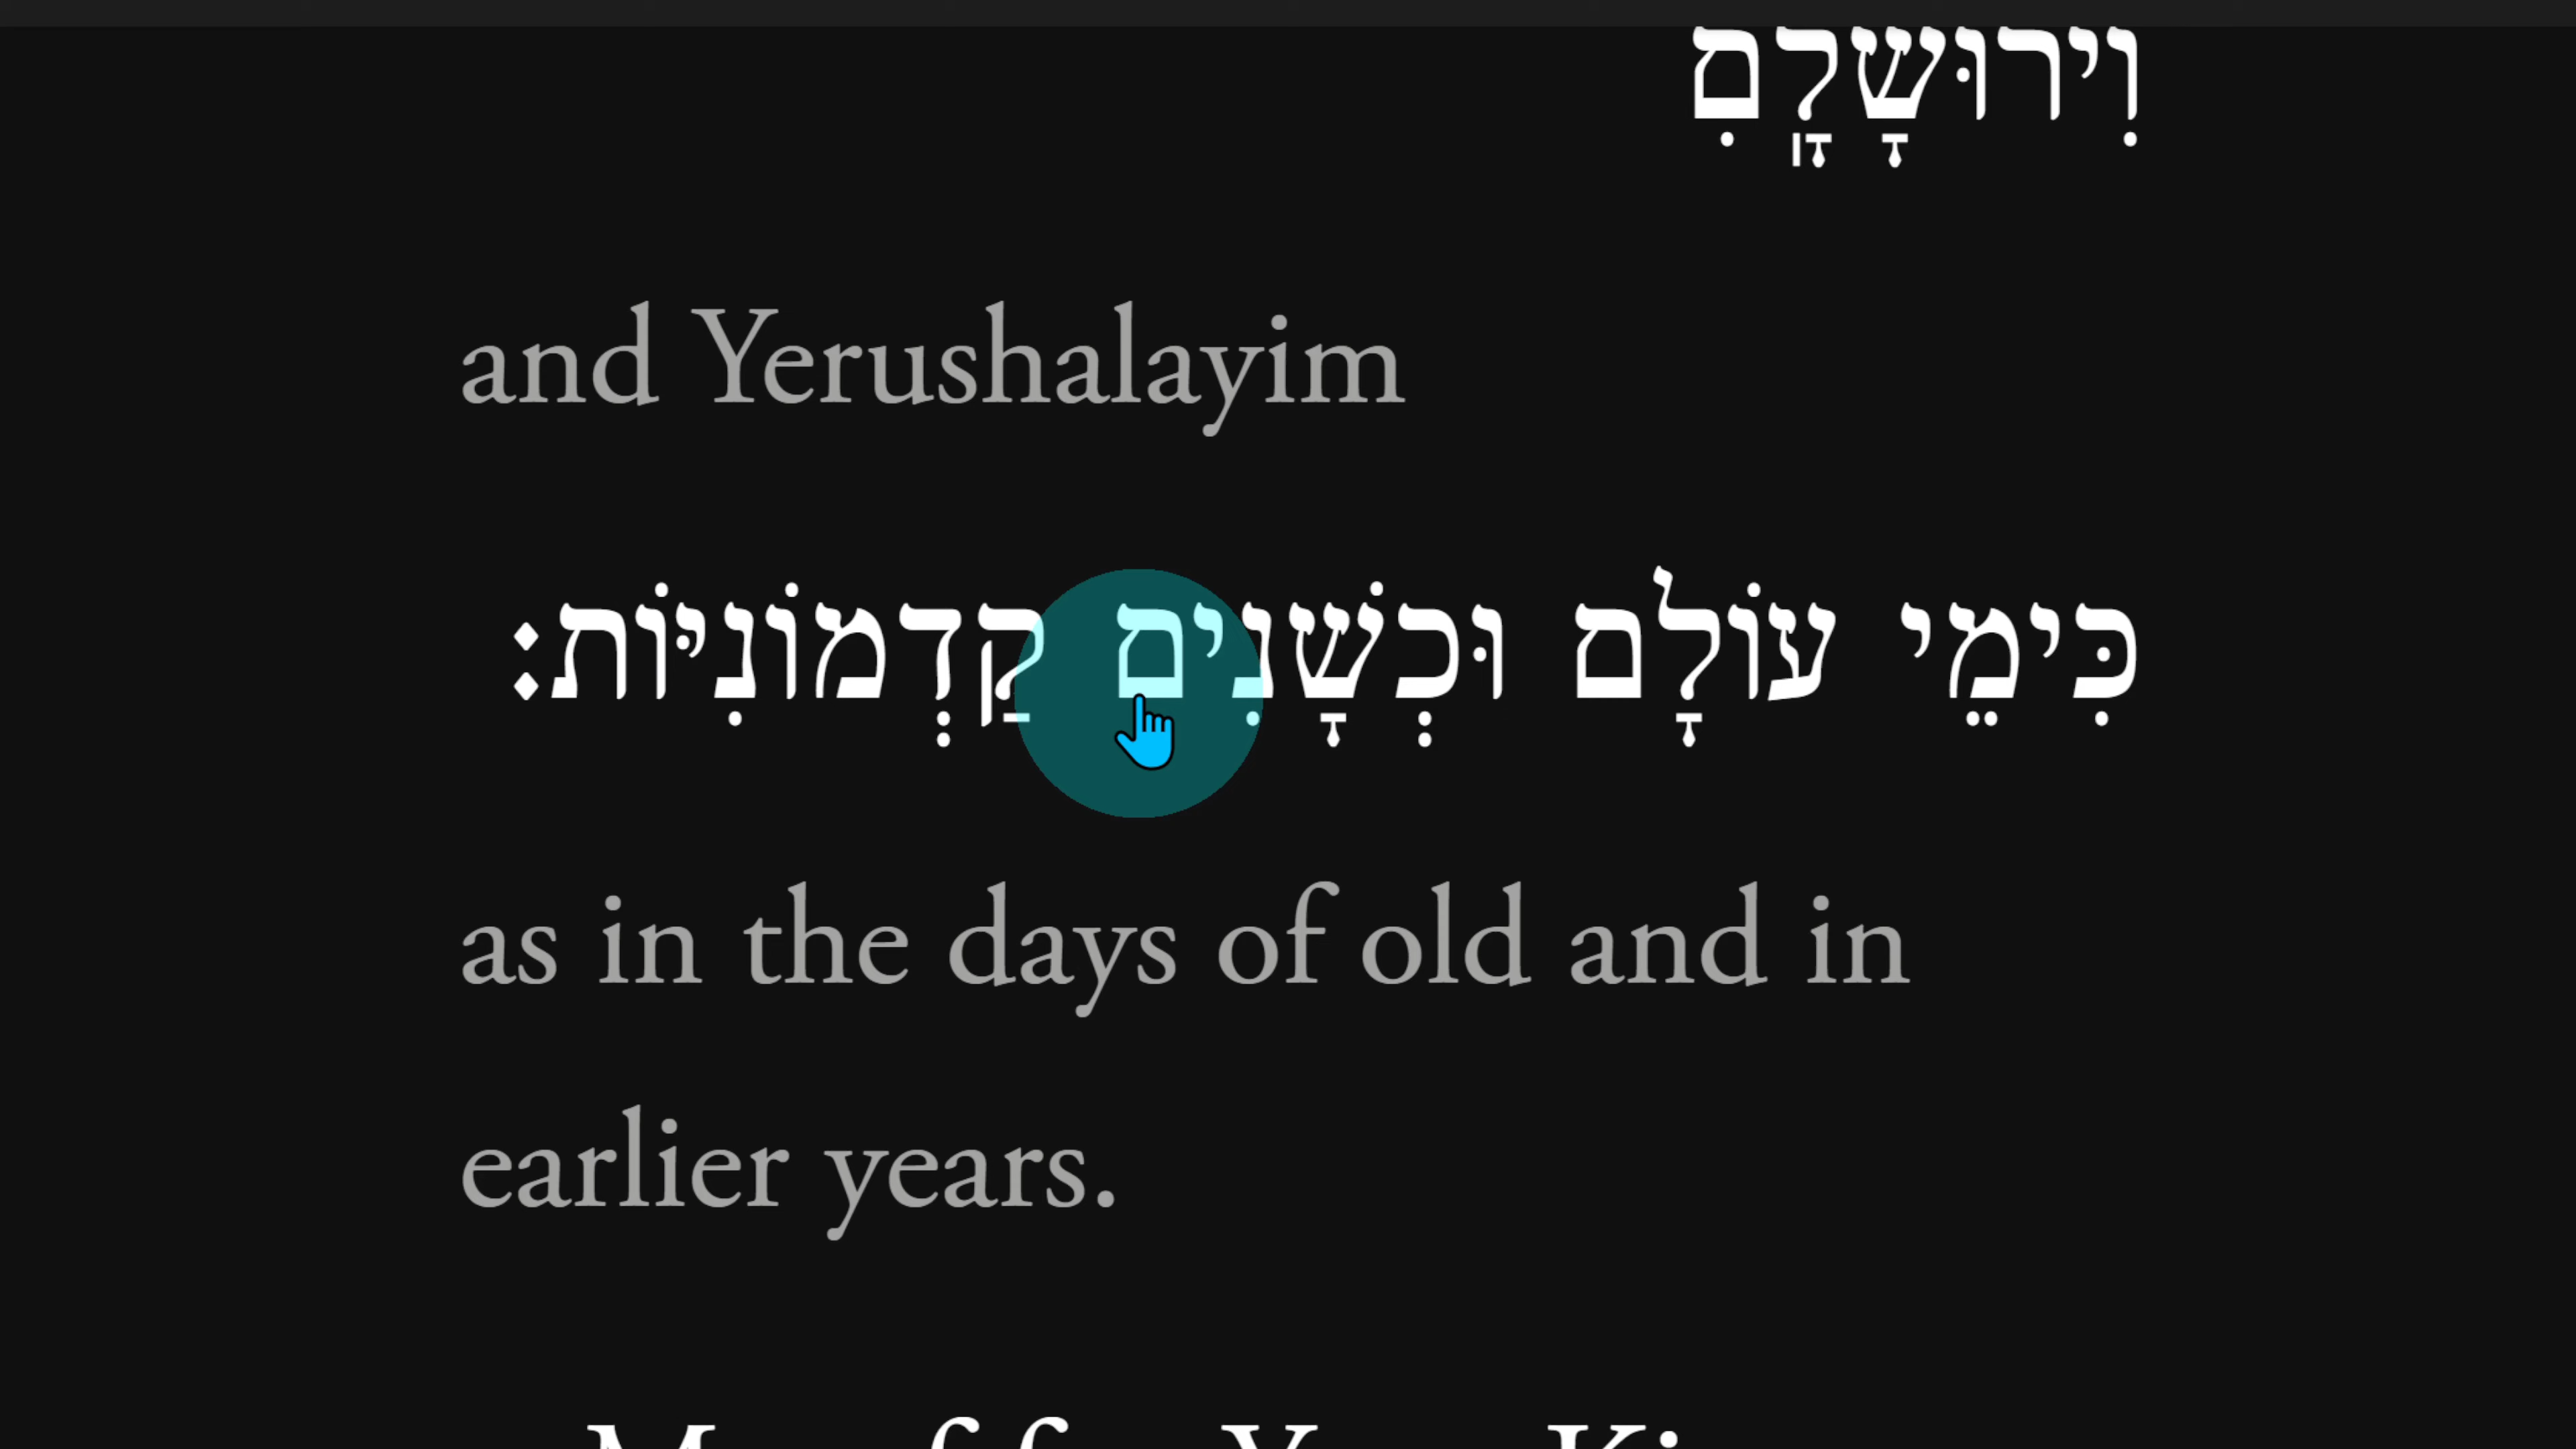 וִירוּשָׁלָֽםִ
and Yerushalayim
כִּימֵי עוֹלָם וּכְשָׁנִים קַדְמוֹנִיּוֹת:
as in the days of old and in
earlier years.